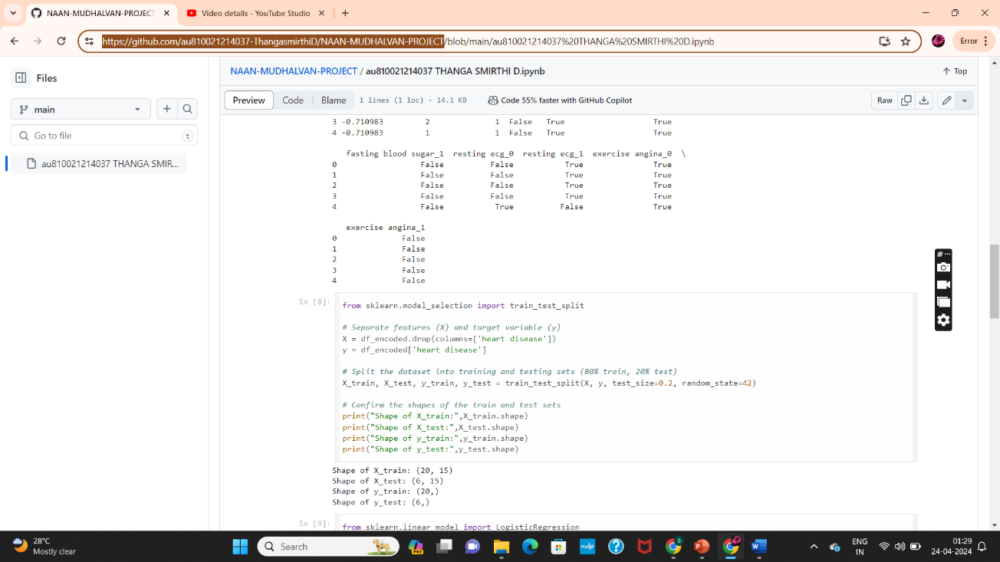 NAAN-MUDHALVAN-PROJECT
Video details - YouTube Studio
https://github.com/au810021214037-ThangasmirthiD/NAAN-MUDHALVAN-PROJECT/blob/main/au810021214037%20THANGA%20SMIRTHI%20D.ipynb
Error
Files
NAAN-MUDHALVAN-PROJECT / au810021214037 THANGA SMIRTHI D.ipynb
Top
main
Preview Code Blame 1 lines (1 loc) · 14.1 KB Code 55% faster with GitHub Copilot Raw
Go to file t
au810021214037 THANGA SMIR...
3 -0.710983 2 1 False True True
4 -0.710983 1 1 False True True
fasting blood sugar_1 resting ecg_0 resting ecg_1 exercise angina_0 \
0 False False True True
1 False False True True
2 False False True True
3 False False True True
4 False True False True
exercise angina_1
0 False
1 False
2 False
3 False
4 False
In [8]:
from sklearn.model_selection import train_test_split
# Separate features (X) and target variable (y)
X = df_encoded.drop(columns=['heart disease'])
y = df_encoded['heart disease']
# Split the dataset into training and testing sets (80% train, 20% test)
X_train, X_test, y_train, y_test = train_test_split(X, y, test_size=0.2, random_state=42)
# Confirm the shapes of the train and test sets
print("Shape of X_train:",X_train.shape)
print("Shape of X_test:",X_test.shape)
print("Shape of y_train:",y_train.shape)
print("Shape of y_test:",y_test.shape)
Shape of X_train: (20, 15)
Shape of X_test: (6, 15)
Shape of y_train: (20,)
Shape of y_test: (6,)
In [9]:
from sklearn.linear_model import LogisticRegression
28°C
Mostly clear
Search
PRE
myhp
ENG
IN
01:29
24-04-2024